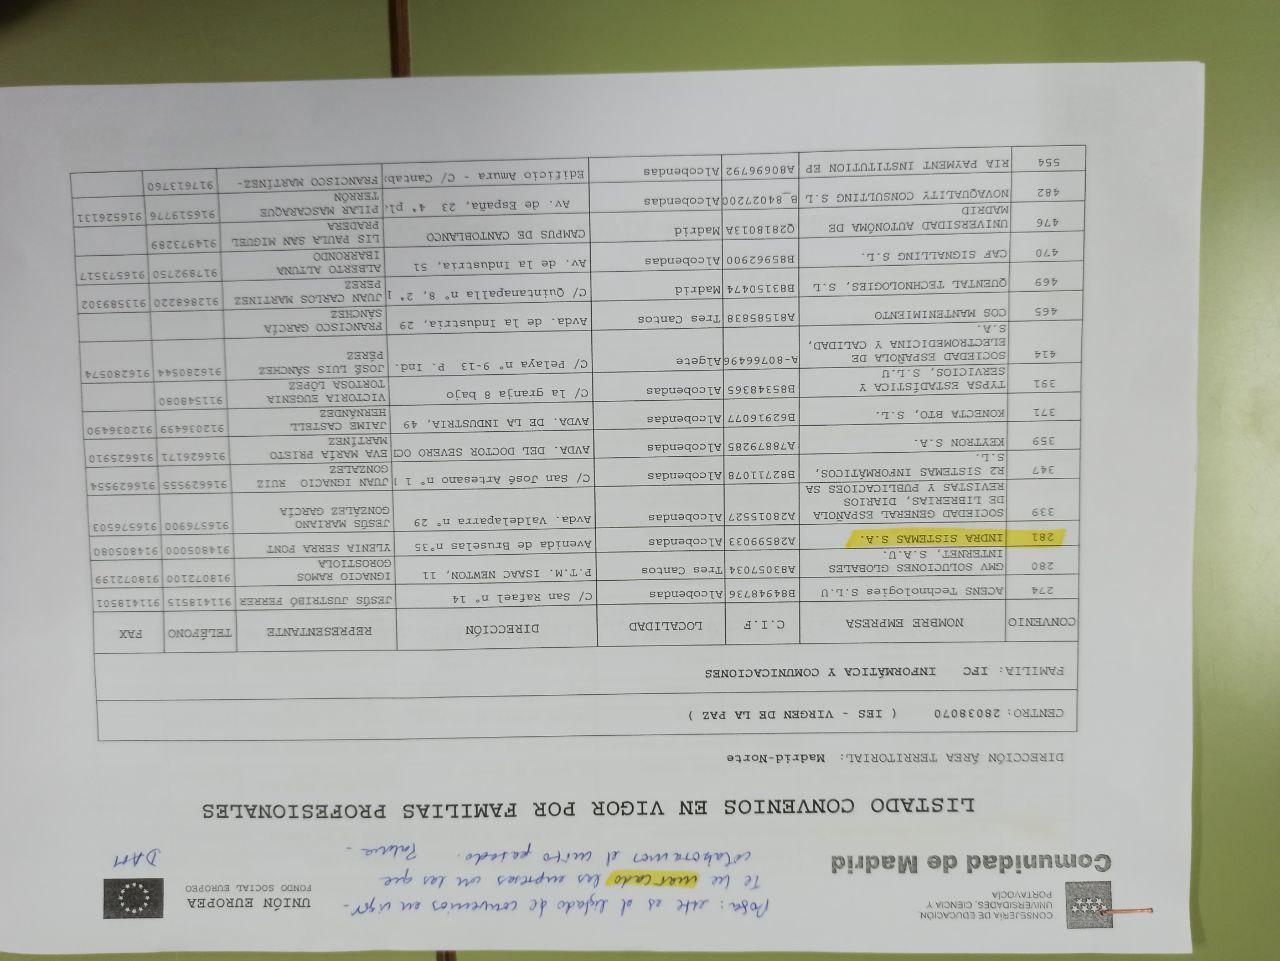 CONSEJERÍA DE EDUCACIÓN,
UNIVERSIDADES, CIENCIA Y
PORTAVOCÍA
Comunidad de Madrid
Rosa: este es el listado de convenios en vigor.
Te he marcado las empresas con las que
colaboramos el curso pasado. Paloma.
UNIÓN EUROPEA
FONDO SOCIAL EUROPEO
DAM
LISTADO CONVENIOS EN VIGOR POR FAMILIAS PROFESIONALES
DIRECCIÓN ÁREA TERRITORIAL: Madrid-Norte
CENTRO: 28038070 ( IES - VIRGEN DE LA PAZ )
FAMILIA: IFC INFORMÁTICA Y COMUNICACIONES
CONVENIO NOMBRE EMPRESA C.I.F LOCALIDAD DIRECCIÓN REPRESENTANTE TELÉFONO FAX
274 ACENS Technologies S.L.U B84948736 Alcobendas C/ San Rafael nº 14 JESÚS JUSTRIBÓ FERRER 911418515 911418501
280 GMV SOLUCIONES GLOBALES A83057034 Tres Cantos P.T.M. ISAAC NEWTON, 11 IGNACIO RAMOS 918072100 918072199
INTERNET, S.A.U. GOROSTIOLA
281 INDRA SISTEMAS S.A. A28599033 Alcobendas Avenida de Bruselas nº35 YLENIA SERRA FONT 914805000 914805080
339 SOCIEDAD GENERAL ESPAÑOLA A28015527 Alcobendas Avda. Valdelaparra nº 29 JESÚS MARIANO 916576900 916576503
DE LIBRERIAS, DIARIOS GONZÁLEZ GARCÍA
REVISTAS Y PUBLICACIOES SA
347 R2 SISTEMAS INFORMÁTICOS, B82711078 Alcobendas C/ San José Artesano nº 1 JUAN IGNACIO RUIZ 916629555 916629554
S.L. GONZALEZ
359 KEYTRON S.A. A78879285 Alcobendas AVDA. DEL DOCTOR SEVERO OC EVA MARÍA PRIETO 916626171 916625910
MARTÍNEZ
371 KONECTA BTO, S.L. B62916077 Alcobendas AVDA. DE LA INDUSTRIA, 49 JAIME CASTELL 912036499 912036490
HERNÁNDEZ
391 TYPSA ESTADÍSTICA Y B85348365 Alcobendas C/ la granja 8 bajo VICTORIA EUGENIA 911548080
SERVICIOS, S.L.U TORTOSA LÓPEZ
414 SOCIEDAD ESPAÑOLA DE A-80766496 Algete C/ Pelaya nº 9-13 P. Ind. JOSÉ LUIS SÁNCHEZ 916280544 916280574
ELECTROMEDICINA Y CALIDAD, PÉREZ
S.A.
465 COS MANTENIMIENTO A81585838 Tres Cantos Avda. de la Industria, 29 FRANCISCO GARCÍA
SÁNCHEZ
469 QUENTAL TECHNOLOGIES, S.L B83150474 Madrid C/ Quintanapalla nº 8, 2ª JUAN CARLOS MARTINEZ 912868220 913589302
PEREZ
470 CAF SIGNALLING S.L. B85962900 Alcobendas Av. de la Industria, 51 ALBERTO ALTUNA 917892750 916573517
IBARRONDO
476 UNIVERSIDAD AUTONÓMA DE Q2818013A Madrid CAMPUS DE CANTOBLANCO LIS PAULA SAN MIGUEL 914973289
MADRID PRADERA
482 NOVAQUALITY CONSULTING S.L B_84027200 Alcobendas Av. de España, 23 4ª pl PILAR MASCARAQUE 916519776 916526131
TERRÓN
554 RIA PAYMENT INSTITUTION EP A80696792 Alcobendas Edificio Amura - C/ Cantab FRANCISCO MARTÍNEZ- 917613760